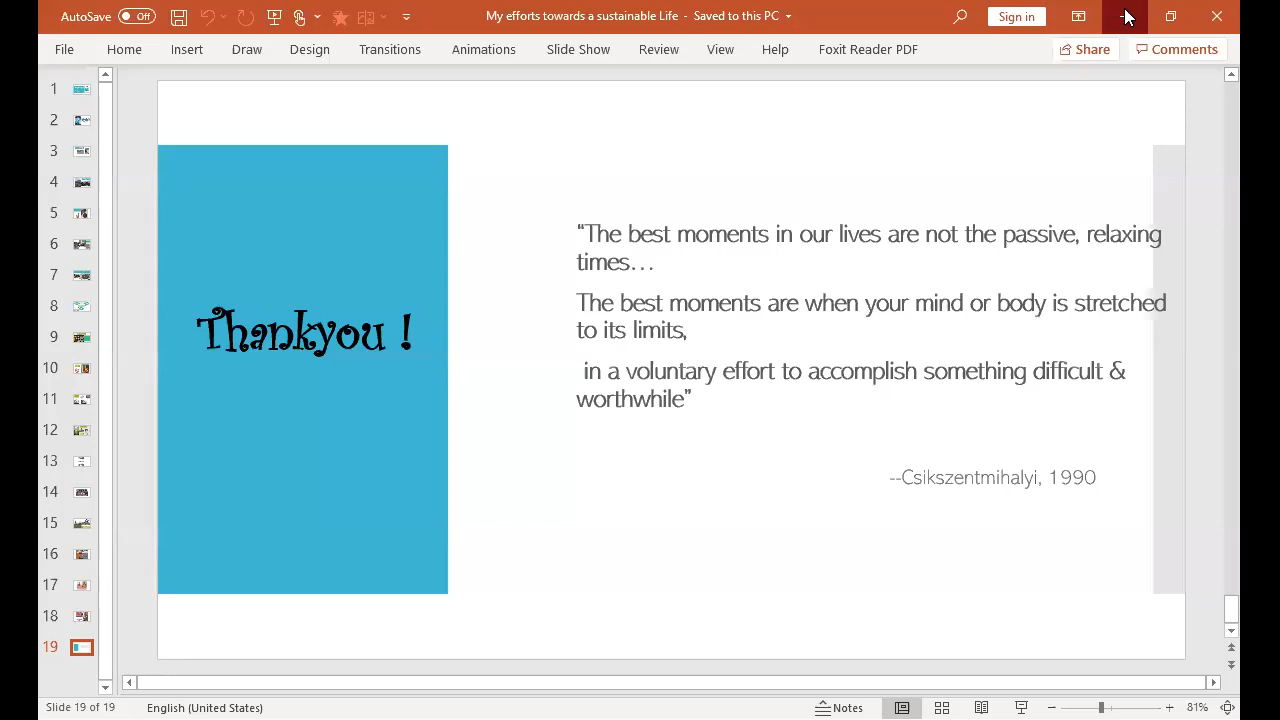 AutoSave Off My efforts towards a sustainable Life - Saved to this PC Sign in
File Home Insert Draw Design Transitions Animations Slide Show Review View Help Foxit Reader PDF Share Comments
1
2
3
4
5
6
7
8
9
10
11
12
13
14
15
16
17
18
19
Thankyou !
“The best moments in our lives are not the passive, relaxing
times…
The best moments are when your mind or body is stretched
to its limits,
in a voluntary effort to accomplish something difficult &
worthwhile”
--Csikszentmihalyi, 1990
Slide 19 of 19 English (United States) Notes 81%